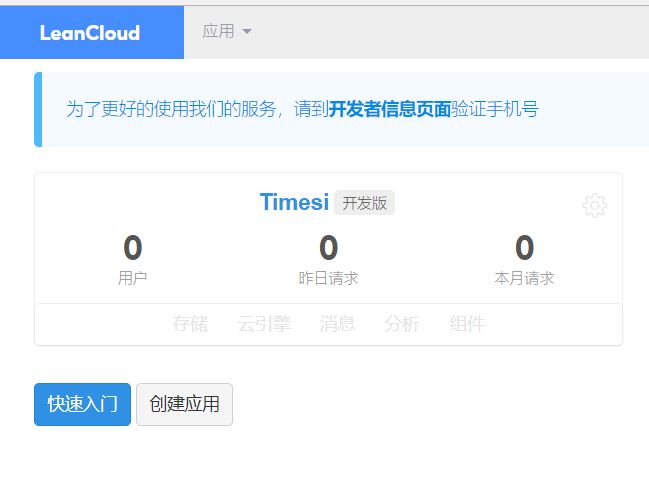 LeanCloud 应用
为了更好的使用我们的服务，请到开发者信息页面验证手机号
Timesi 开发版
0 0 0
用户 昨日请求 本月请求
存储 云引擎 消息 分析 组件
快速入门 创建应用